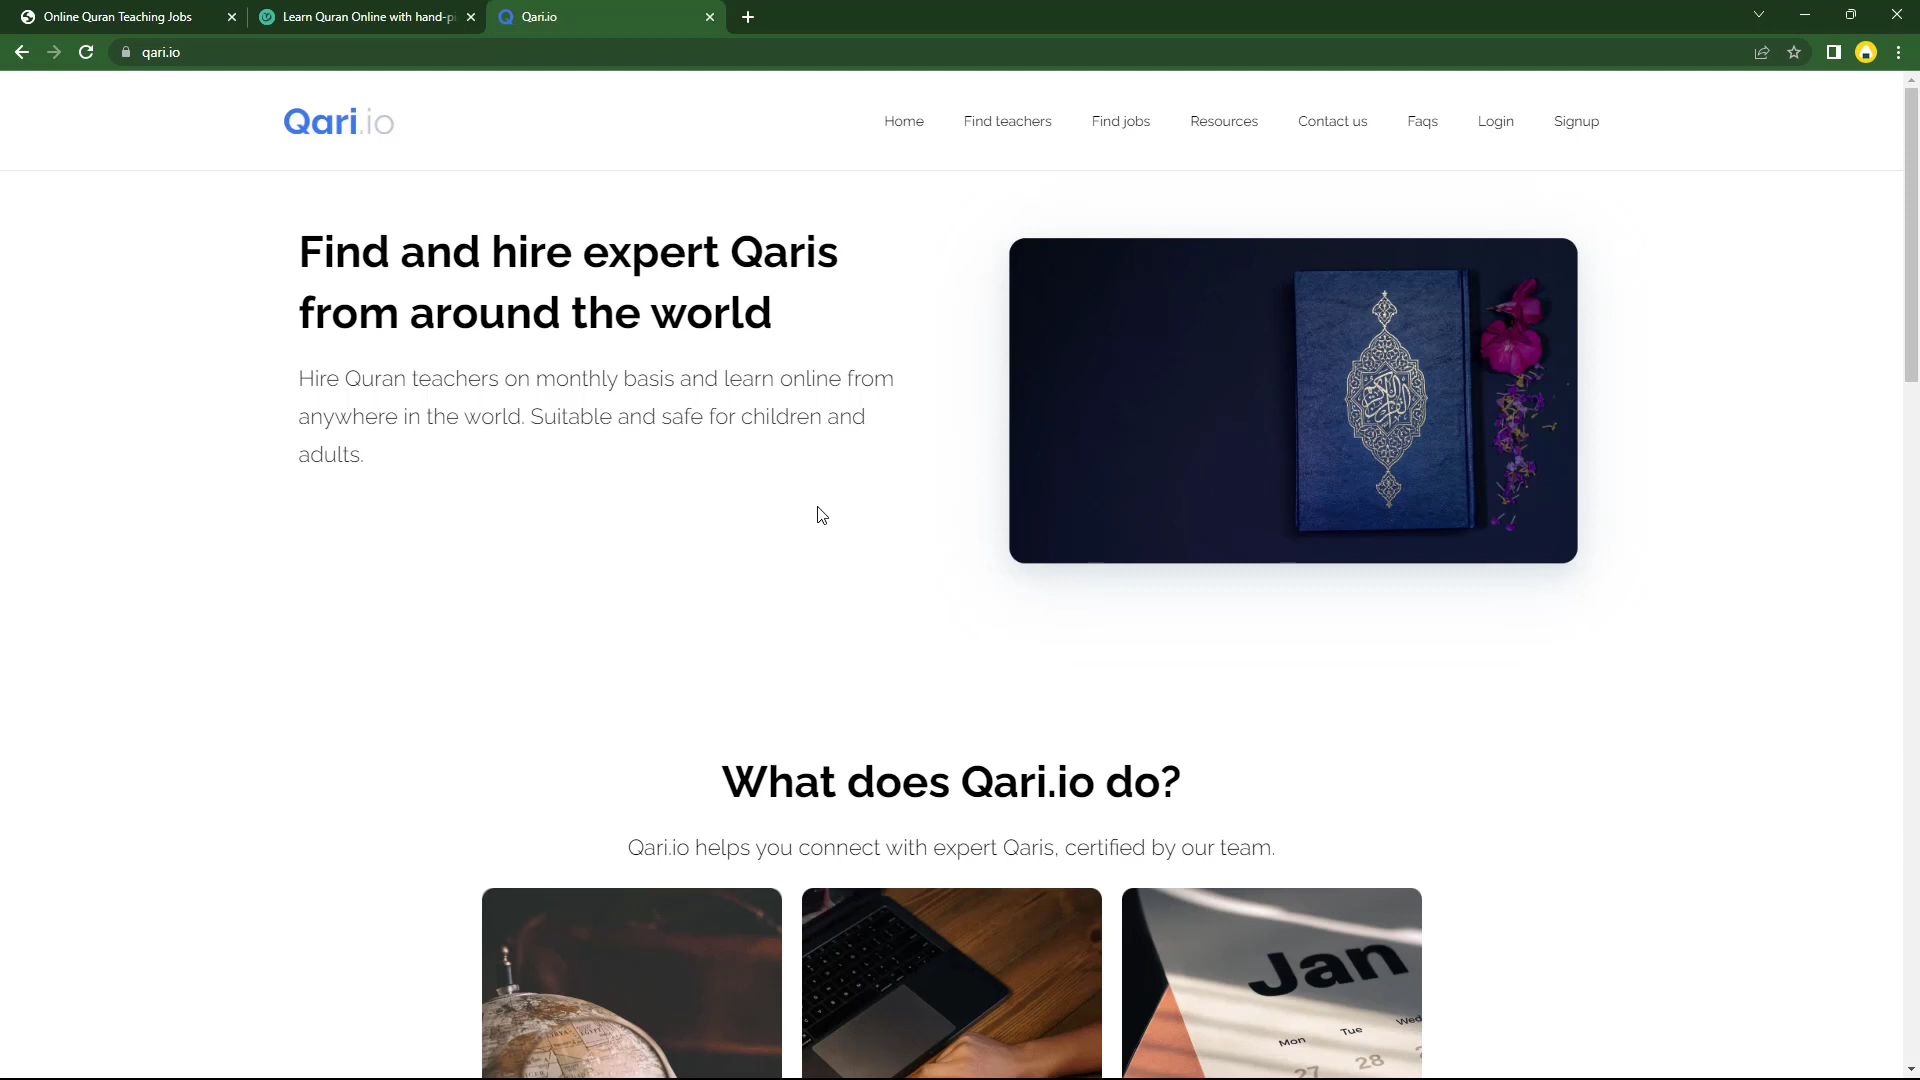 Online Quran Teaching Jobs
Learn Quran Online with hand-p
Qari.io
qari.io
Qari.io
Home
Find teachers
Find jobs
Resources
Contact us
Faqs
Login
Signup
Find and hire expert Qaris
from around the world
Hire Quran teachers on monthly basis and learn online from
anywhere in the world. Suitable and safe for children and
adults.
What does Qari.io do?
Qari.io helps you connect with expert Qaris, certified by our team.
Jan
Mon Tue Wed
27 28